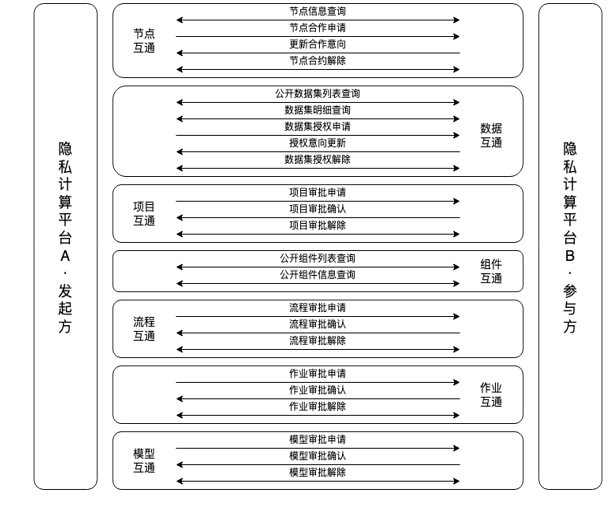 隐私计算平台A·发起方
节点
互通
节点信息查询
节点合作申请
更新合作意向
节点合约解除
公开数据集列表查询
数据集明细查询
数据集授权申请
授权意向更新
数据集授权解除
数据
互通
项目
互通
项目审批申请
项目审批确认
项目审批解除
公开组件列表查询
公开组件信息查询
组件
互通
流程
互通
流程审批申请
流程审批确认
流程审批解除
作业审批申请
作业审批确认
作业审批解除
作业
互通
模型
互通
模型审批申请
模型审批确认
模型审批解除
隐私计算平台B·参与方